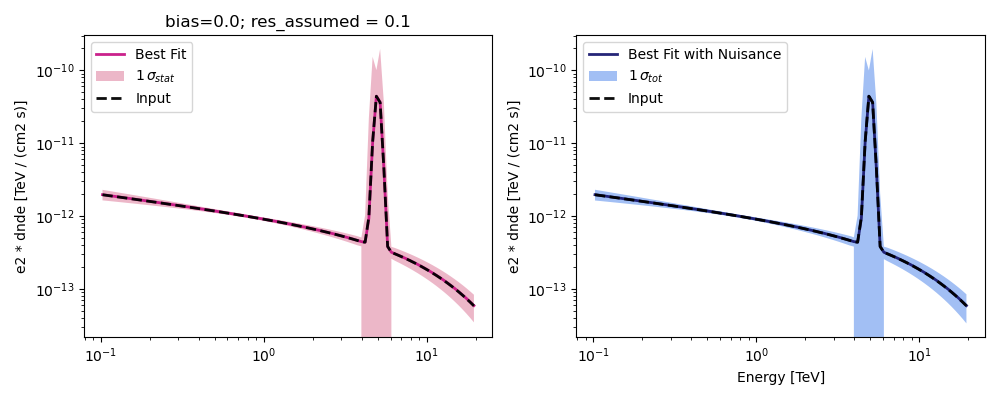 bias=0.0; res_assumed = 0.1
e2 * dnde [TeV / (cm2 s)]
10⁻¹⁰
10⁻¹¹
10⁻¹²
10⁻¹³
Best Fit
1 σ_stat
Input
10⁻¹
10⁰
10¹
e2 * dnde [TeV / (cm2 s)]
10⁻¹⁰
10⁻¹¹
10⁻¹²
10⁻¹³
Best Fit with Nuisance
1 σ_tot
Input
10⁻¹
10⁰
10¹
Energy [TeV]